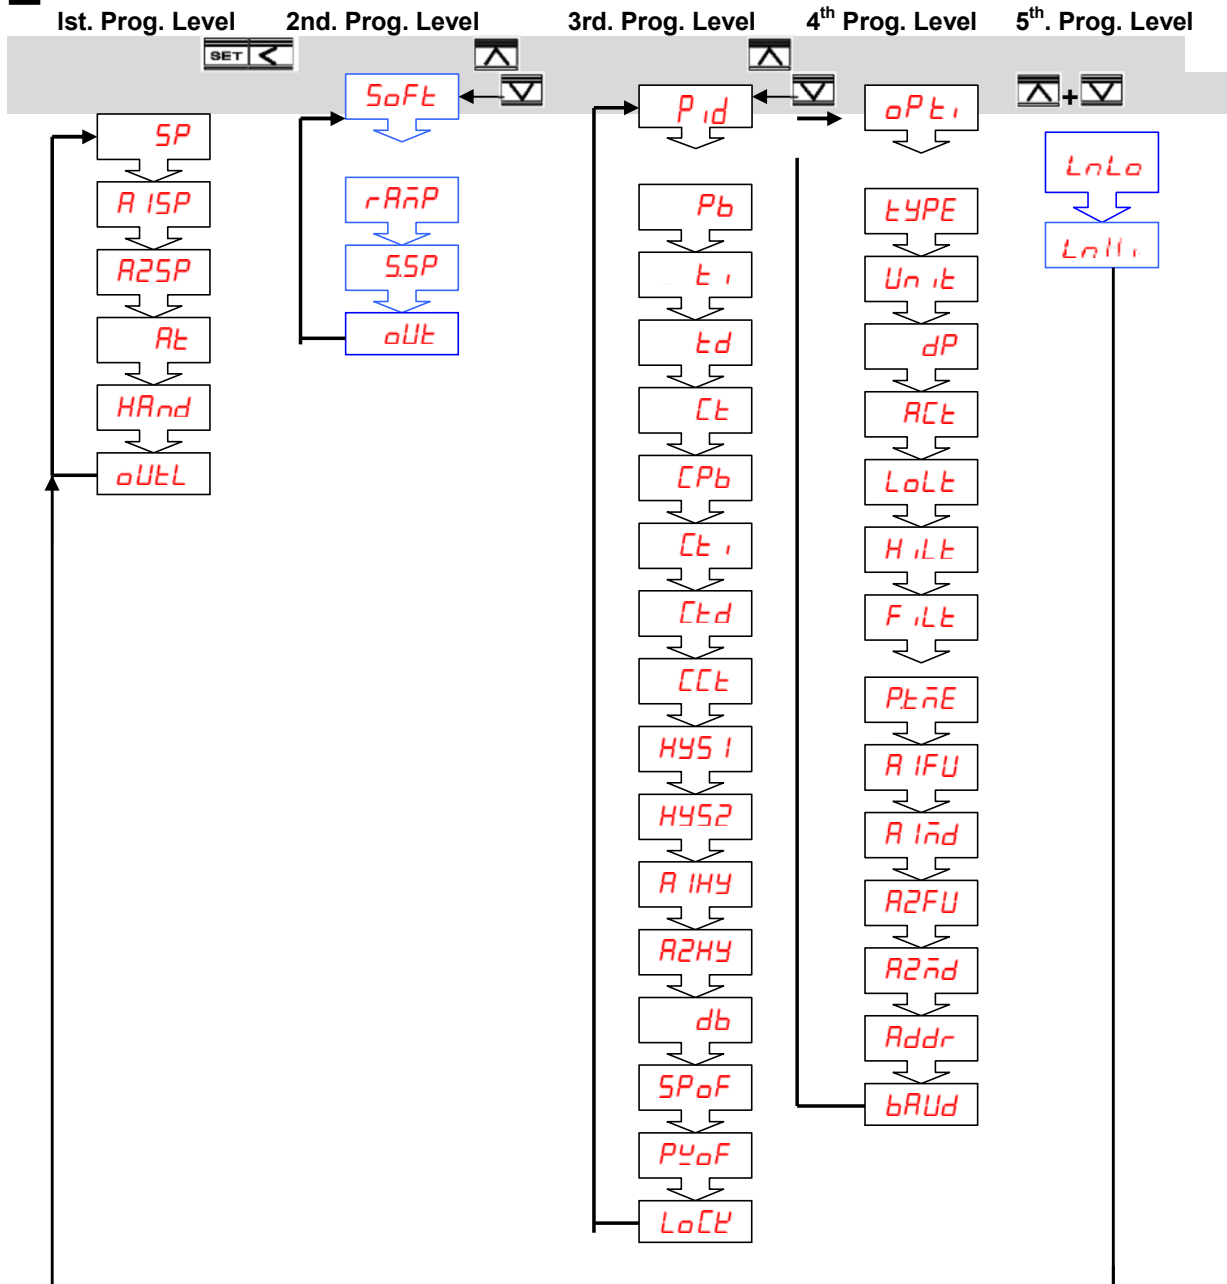 Ist. Prog. Level
2nd. Prog. Level
3rd. Prog. Level
4th Prog. Level
5th. Prog. Level
SET <
+
SP
A1SP
A2SP
At
HAnd
oUtL
SoFt
rAmP
S.SP
oUt
Pid
Pb
ti
td
Ct
CPb
Cti
Ctd
CCt
HYS1
HYS2
A1HY
A2HY
db
SPoF
PVoF
LoCK
oPti
tYPE
Unit
dP
ACt
LoLt
HiLt
FiLt
P.tmE
A1FU
A1md
A2FU
A2md
Addr
bAUd
LnLo